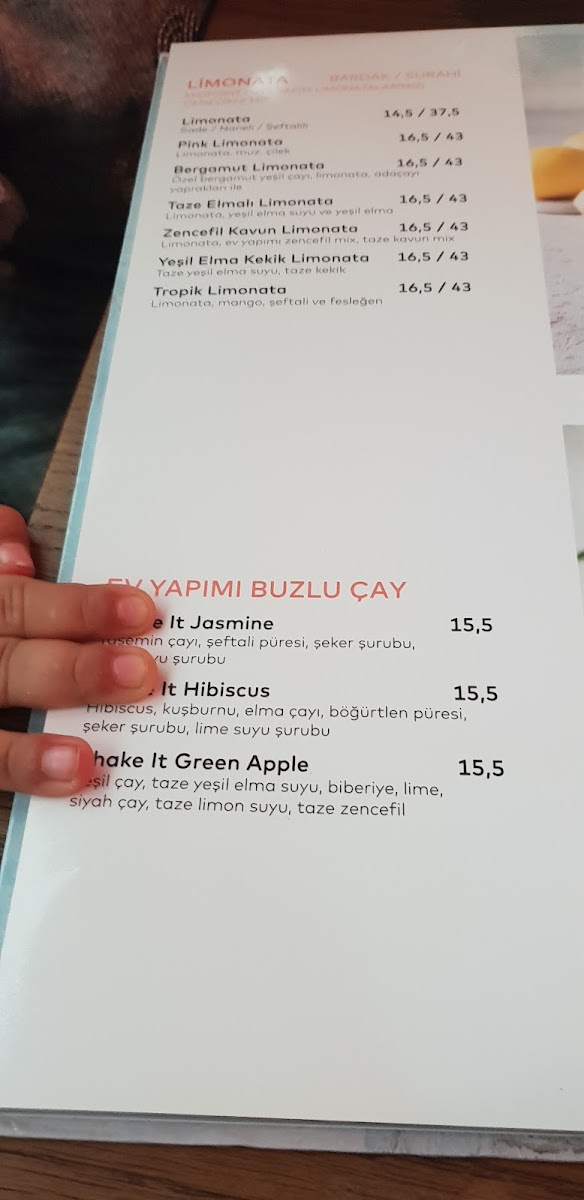 LİMONATA BARDAK / SÜRAHİ
Limonata 14,5 / 37,5
Sade / Naneli / Şeftalili
Pink Limonata 16,5 / 43
Limonata, muz, çilek
Bergamut Limonata 16,5 / 43
Özel bergamut yeşil çayı, limonata, adaçayı
yaprakları ile
Taze Elmalı Limonata 16,5 / 43
Limonata, yeşil elma suyu ve yeşil elma
Zencefil Kavun Limonata 16,5 / 43
Limonata, ev yapımı zencefil mix, taze kavun mix
Yeşil Elma Kekik Limonata 16,5 / 43
Taze yeşil elma suyu, taze kekik
Tropik Limonata 16,5 / 43
Limonata, mango, şeftali ve fesleğen
EV YAPIMI BUZLU ÇAY
It Jasmine 15,5
Yasemin çayı, şeftali püresi, şeker şurubu,
şurubu
It Hibiscus 15,5
Hibiscus, kuşburnu, elma çayı, böğürtlen püresi,
şeker şurubu, lime suyu şurubu
Shake It Green Apple 15,5
Yeşil çay, taze yeşil elma suyu, biberiye, lime,
siyah çay, taze limon suyu, taze zencefil